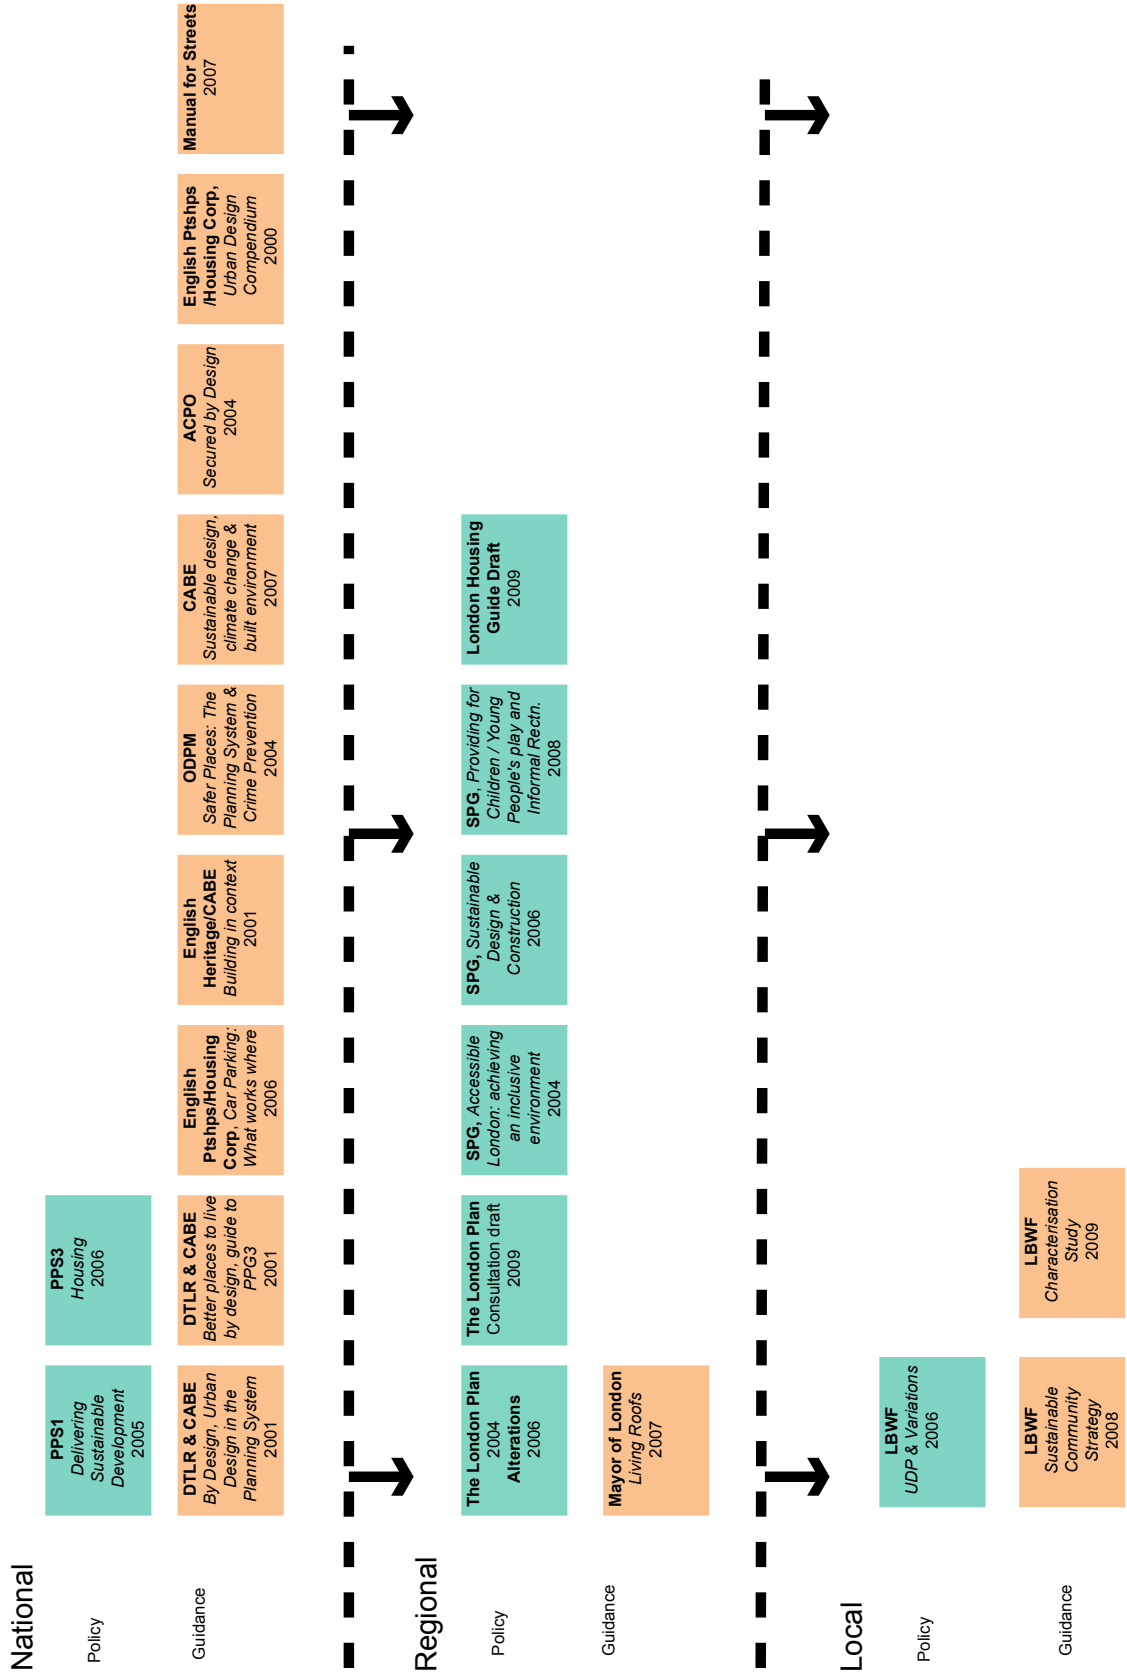 National
Policy
PPS1
Delivering
Sustainable
Development
2005
PPS3
Housing
2006
Guidance
DTLR & CABE
By Design, Urban
Design in the
Planning System
2001
DTLR & CABE
Better places to live
by design, guide to
PPG3
2001
English
Ptshps/Housing
Corp, Car Parking:
What works where
2006
English
Heritage/CABE
Building in context
2001
ODPM
Safer Places: The
Planning System &
Crime Prevention
2004
CABE
Sustainable design,
climate change &
built environment
2007
ACPO
Secured by Design
2004
English Ptshps
/Housing Corp,
Urban Design
Compendium
2000
Manual for Streets
2007
Regional
Policy
The London Plan
2004
Alterations
2006
The London Plan
Consultation draft
2009
SPG, Accessible
London: achieving
an inclusive
environment
2004
SPG, Sustainable
Design &
Construction
2006
SPG, Providing for
Children / Young
People's play and
Informal Rectn.
2008
London Housing
Guide Draft
2009
Guidance
Mayor of London
Living Roofs
2007
Local
Policy
LBWF
UDP & Variations
2006
Guidance
LBWF
Sustainable
Community
Strategy
2008
LBWF
Characterisation
Study
2009